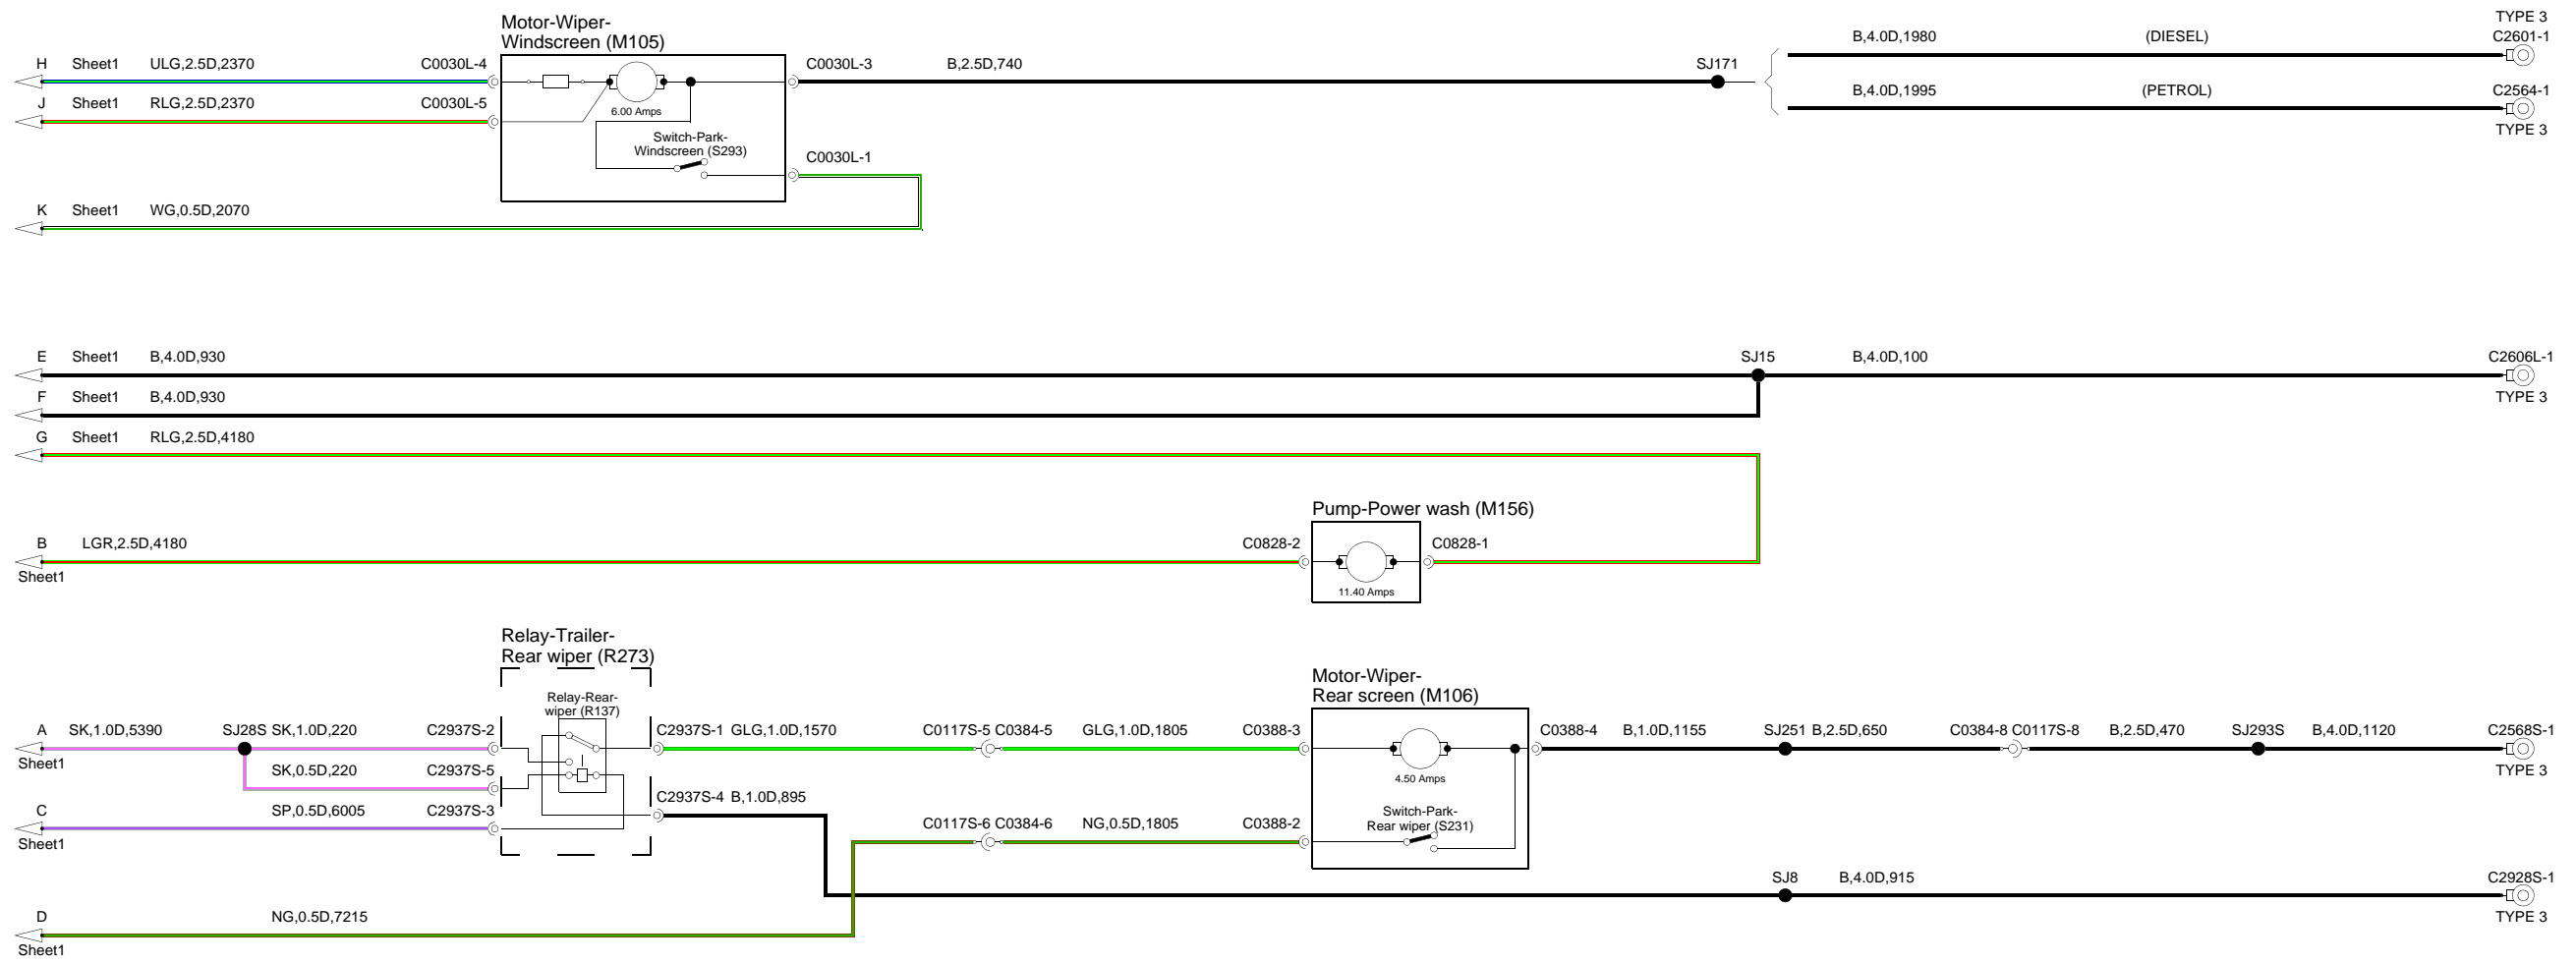 Motor-Wiper-
Windscreen (M105)
TYPE 3
H Sheet1 ULG,2.5D,2370 C0030L-4 C0030L-3 B,2.5D,740 SJ171 B,4.0D,1980 (DIESEL) C2601-1
J Sheet1 RLG,2.5D,2370 C0030L-5 B,4.0D,1995 (PETROL) C2564-1
6.00 Amps
TYPE 3
Switch-Park-
Windscreen (S293)
C0030L-1
K Sheet1 WG,0.5D,2070
E Sheet1 B,4.0D,930 SJ15 B,4.0D,100 C2606L-1
F Sheet1 B,4.0D,930 TYPE 3
G Sheet1 RLG,2.5D,4180
Pump-Power wash (M156)
B LGR,2.5D,4180 C0828-2 C0828-1
Sheet1
11.40 Amps
Relay-Trailer-
Rear wiper (R273)
Motor-Wiper-
Rear screen (M106)
Relay-Rear-
wiper (R137)
A SK,1.0D,5390 SJ28S SK,1.0D,220 C2937S-2 C2937S-1 GLG,1.0D,1570 C0117S-5 C0384-5 GLG,1.0D,1805 C0388-3 C0388-4 B,1.0D,1155 SJ251 B,2.5D,650 C0384-8 C0117S-8 B,2.5D,470 SJ293S B,4.0D,1120 C2568S-1
Sheet1 SK,0.5D,220 C2937S-5 4.50 Amps TYPE 3
C2937S-4 B,1.0D,895
C SP,0.5D,6005 C2937S-3
Switch-Park-
Rear wiper (S231)
C0117S-6 C0384-6 NG,0.5D,1805 C0388-2
Sheet1
SJ8 B,4.0D,915 C2928S-1
D NG,0.5D,7215 TYPE 3
Sheet1